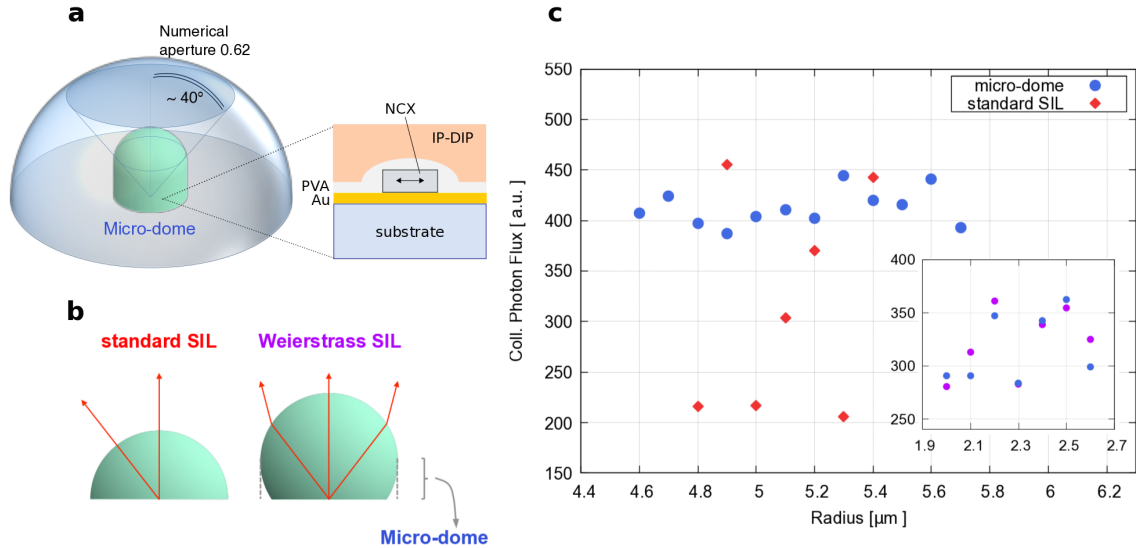 a
Numerical
aperture 0.62
~ 40°
Micro-dome
NCX
IP-DIP
PVA
Au
substrate
b
standard SIL
Weierstrass SIL
Micro-dome
c
micro-dome
standard SIL
Coll. Photon Flux [ a.u. ]
550
500
450
400
350
300
250
200
150
4.4 4.6 4.8 5 5.2 5.4 5.6 5.8 6 6.2
Radius [µm ]
400
350
300
250
1.9 2.1 2.3 2.5 2.7